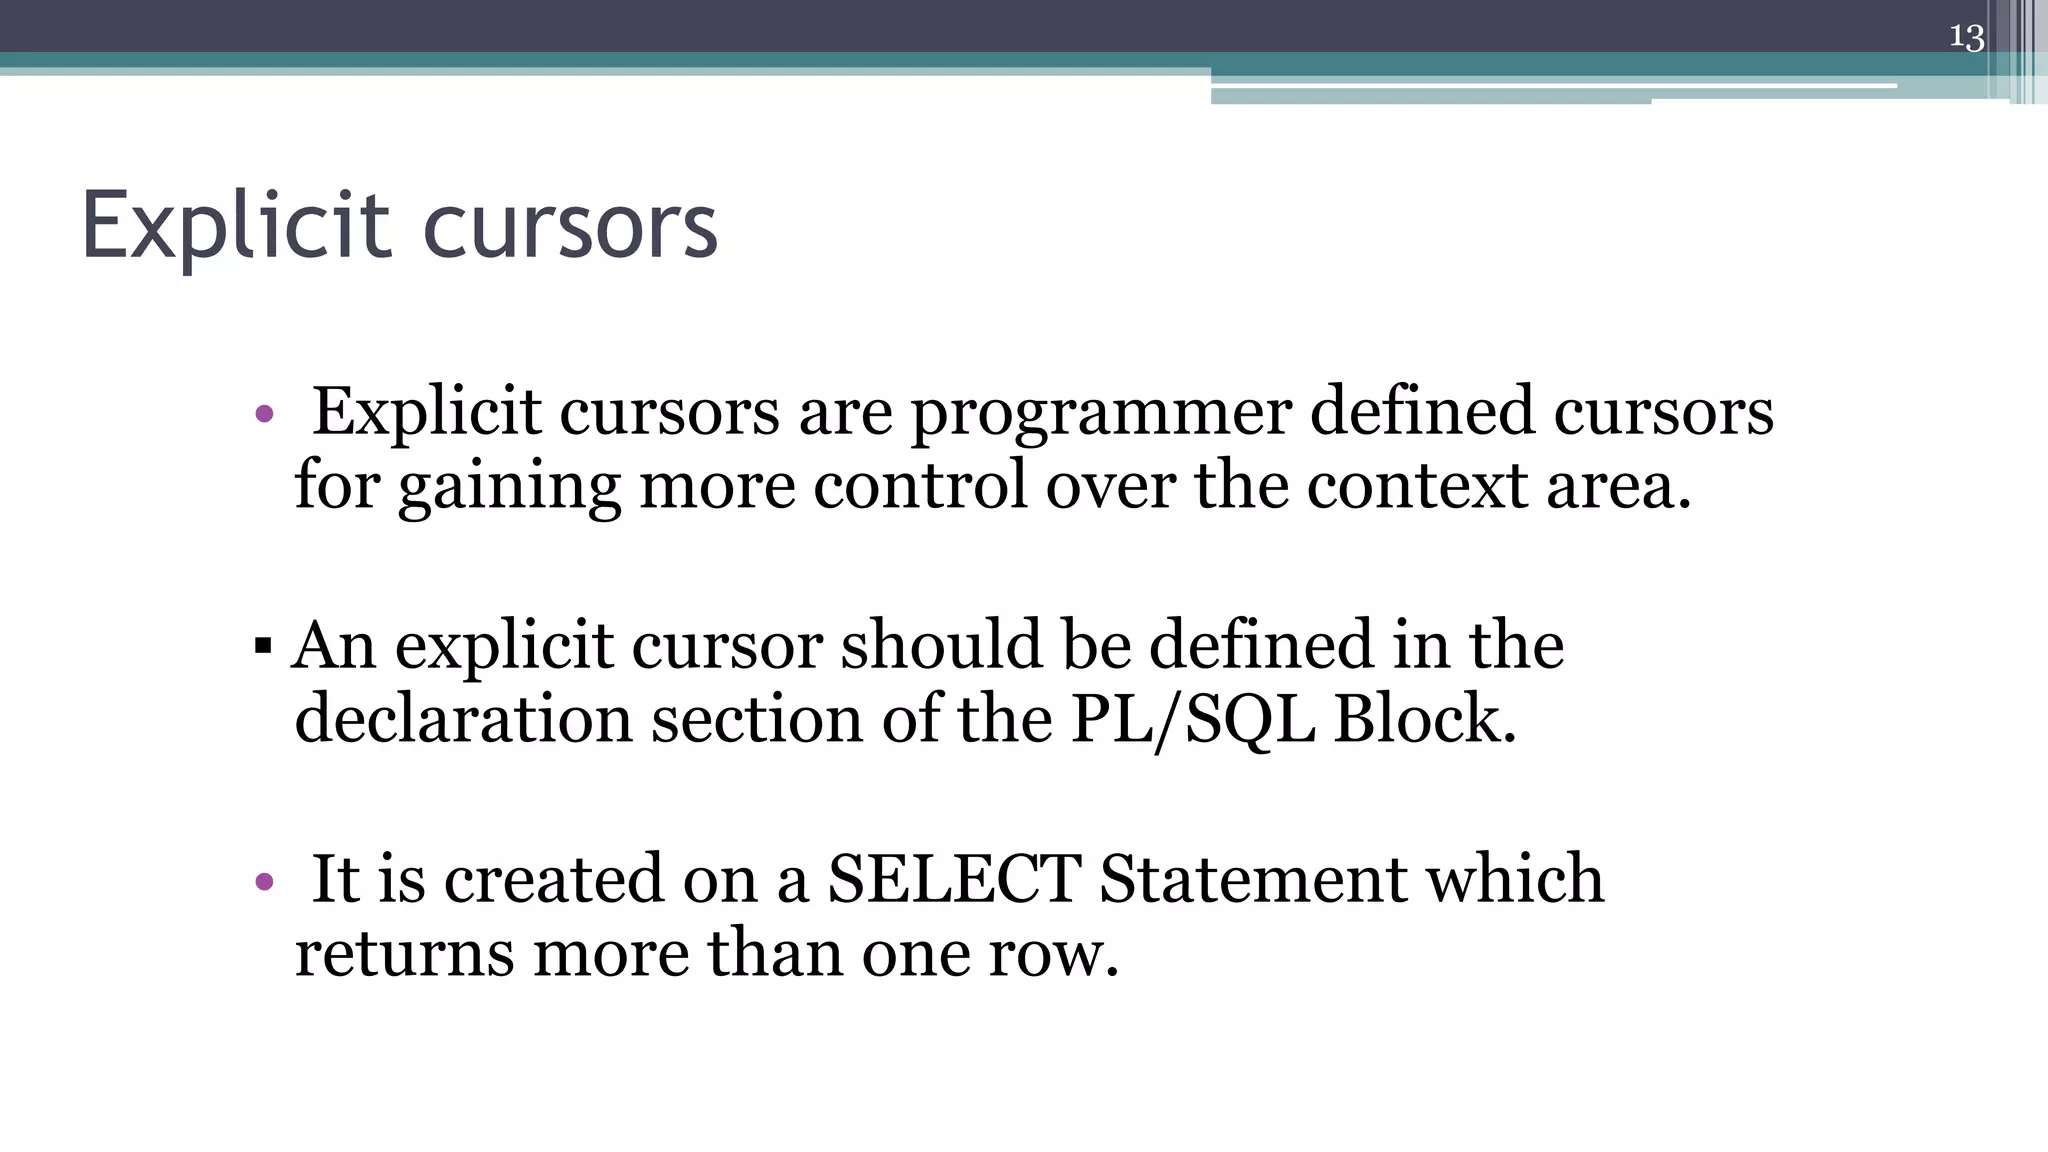 13
Explicit cursors
• Explicit cursors are programmer defined cursors
for gaining more control over the context area.
▪ An explicit cursor should be defined in the
declaration section of the PL/SQL Block.
• It is created on a SELECT Statement which
returns more than one row.